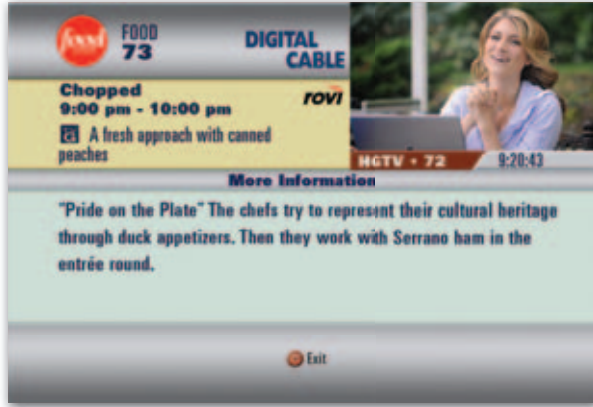 food
FOOD
73
DIGITAL
CABLE
Chopped
9:00 pm - 10:00 pm
rovi
A fresh approach with canned
peaches
HGTV • 72
9:20:43
More Information
"Pride on the Plate" The chefs try to represent their cultural heritage
through duck appetizers. Then they work with Serrano ham in the
entrée round.
Exit